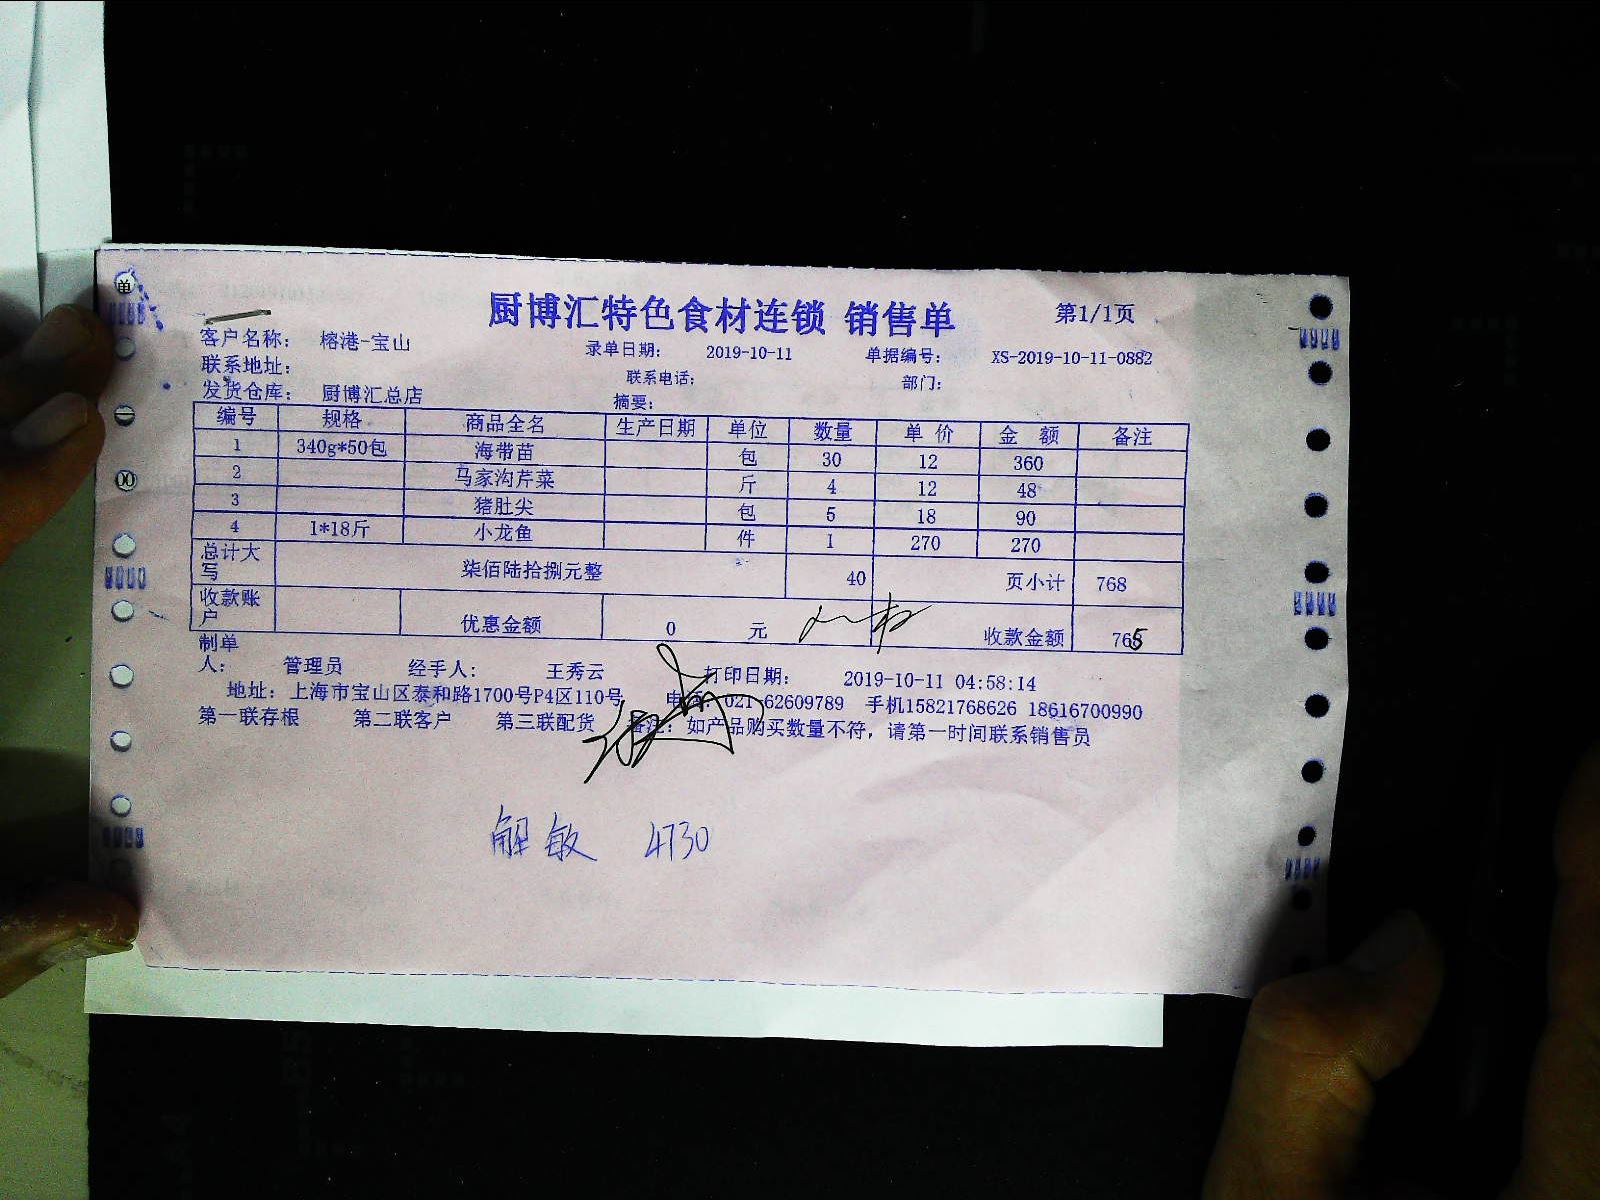 厨博汇特色食材连锁 销售单 第1/1页
客户名称： 榕港-宝山 录单日期： 2019-10-11 单据编号： XS-2019-10-11-0882
联系地址： 联系电话： 部门：
发货仓库： 厨博汇总店 摘要：
编号 规格 商品全名 生产日期 单位 数量 单 价 金 额 备注
1 340g*50包 海带苗 包 30 12 360
2 马家沟芹菜 斤 4 12 48
3 猪肚尖 包 5 18 90
4 1*18斤 小龙鱼 件 1 270 270
总计大写 柒佰陆拾捌元整 40 页小计 768
收款账户 优惠金额 0 元 收款金额 765
制单人： 管理员 经手人： 王秀云 打印日期： 2019-10-11 04:58:14
地址：上海市宝山区泰和路1700号P4区110号 电话：021-62609789 手机15821768626 18616700990
第一联存根 第二联客户 第三联配货 备注：如产品购买数量不符，请第一时间联系销售员
解敏 4730